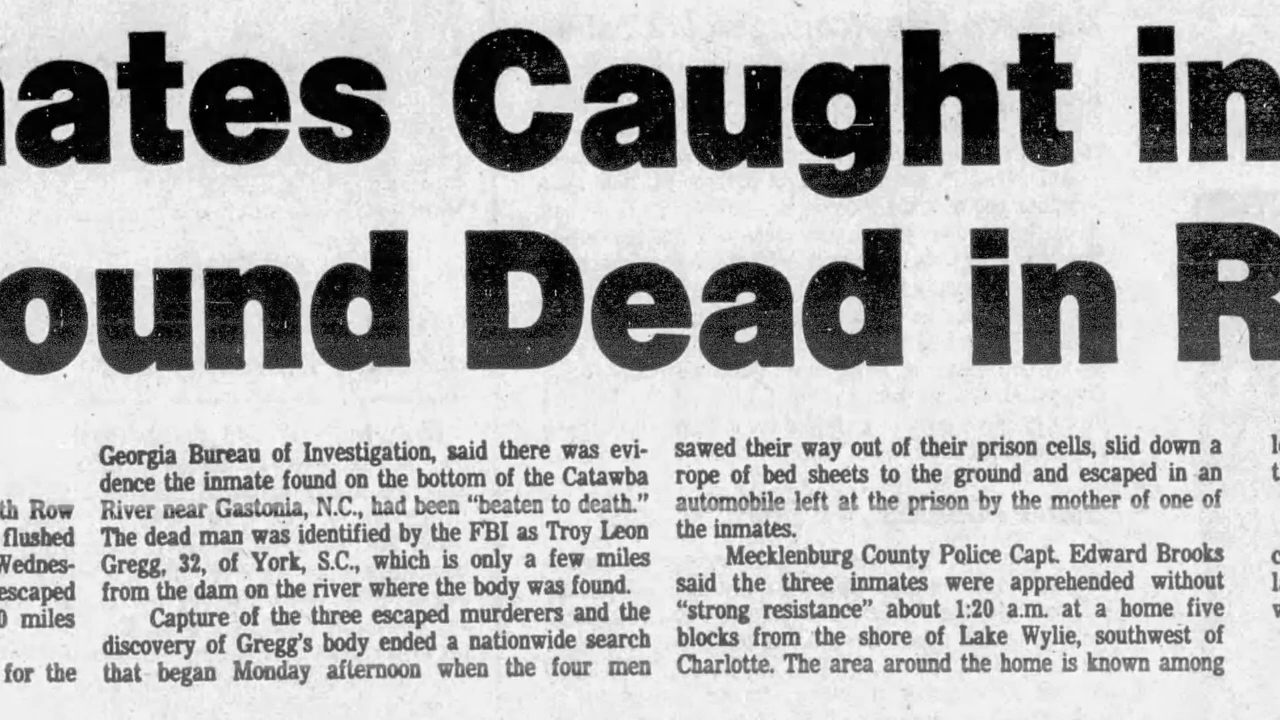 ates Caught in
ound Dead in R
th Row
flushed
Wednes-
escaped
0 miles
for the
Georgia Bureau of Investigation, said there was evi-
dence the inmate found on the bottom of the Catawba
River near Gastonia, N.C., had been “beaten to death.”
The dead man was identified by the FBI as Troy Leon
Gregg, 32, of York, S.C., which is only a few miles
from the dam on the river where the body was found.
Capture of the three escaped murderers and the
discovery of Gregg's body ended a nationwide search
that began Monday afternoon when the four men
sawed their way out of their prison cells, slid down a
rope of bed sheets to the ground and escaped in an
automobile left at the prison by the mother of one of
the inmates.
Mecklenburg County Police Capt. Edward Brooks
said the three inmates were apprehended without
“strong resistance” about 1:20 a.m. at a home five
blocks from the shore of Lake Wylie, southwest of
Charlotte. The area around the home is known among